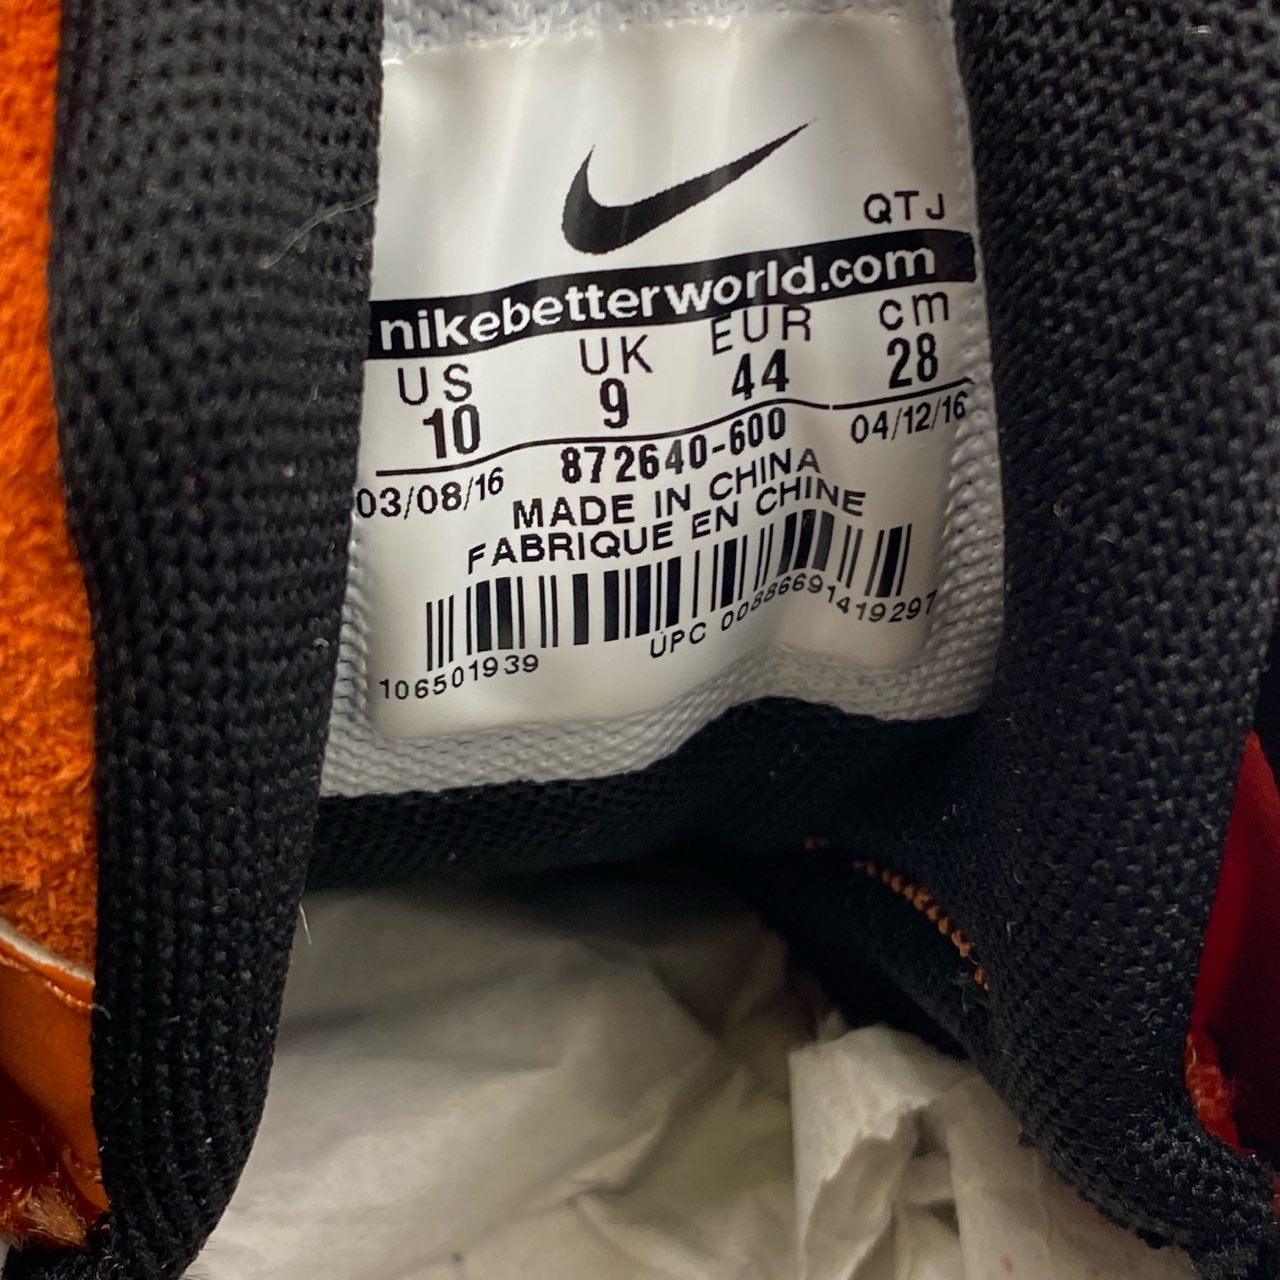 QTJ
nikebetterworld.com
US UK EUR cm
10 9 44 28
03/08/16 872640-600 04/12/16
MADE IN CHINA
FABRIQUE EN CHINE
106501939 UPC 00886691419297